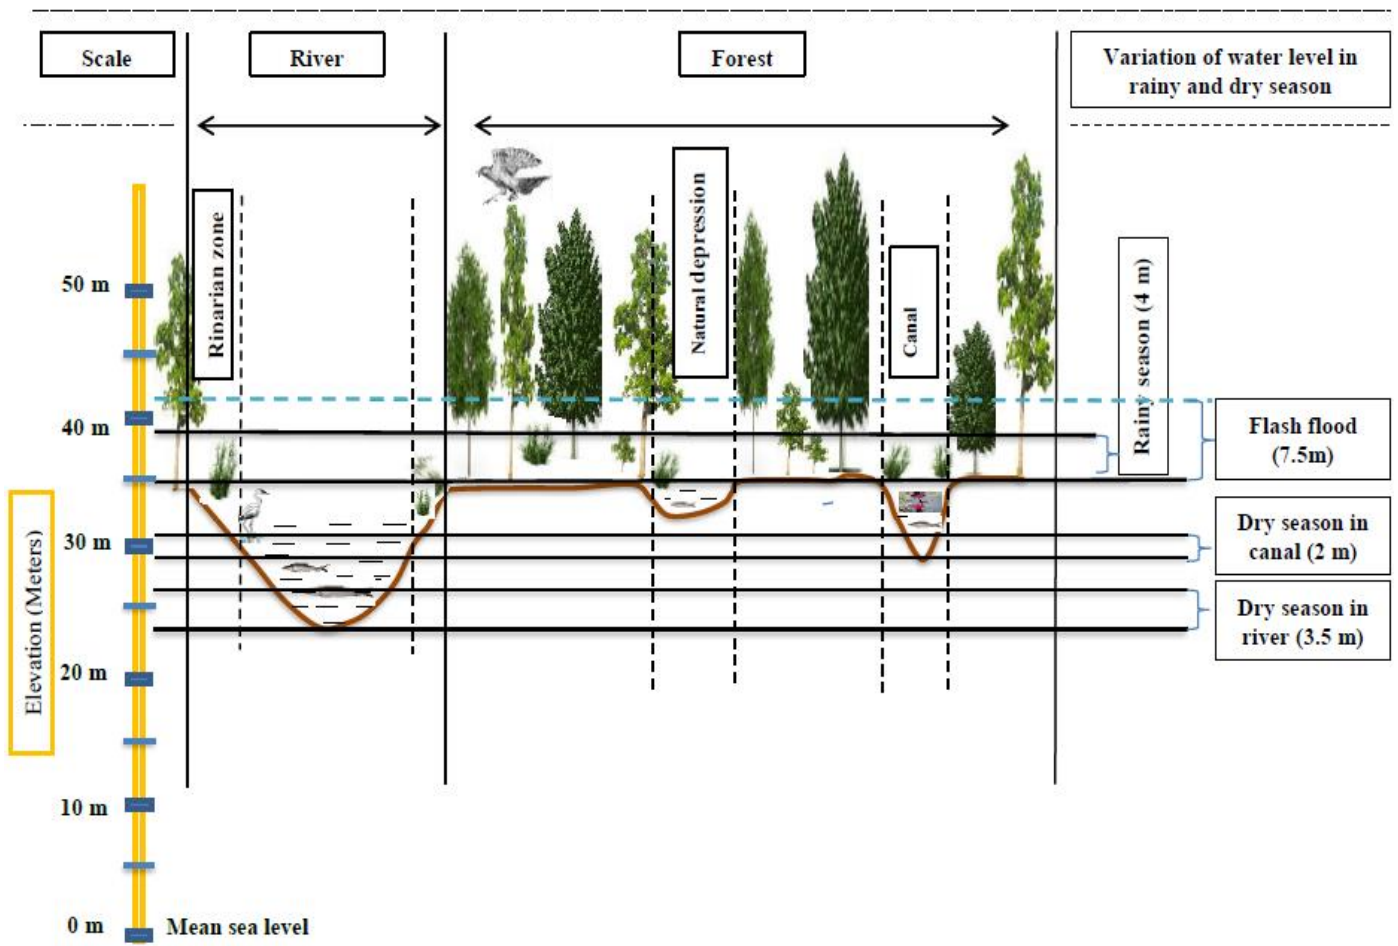 Scale
River
Forest
Variation of water level in
rainy and dry season
Rinarian zone
Natural depression
Canal
Rainy season (4 m)
50 m
40 m
30 m
20 m
10 m
0 m
Elevation (Meters)
Flash flood
(7.5m)
Dry season in
canal (2 m)
Dry season in
river (3.5 m)
Mean sea level